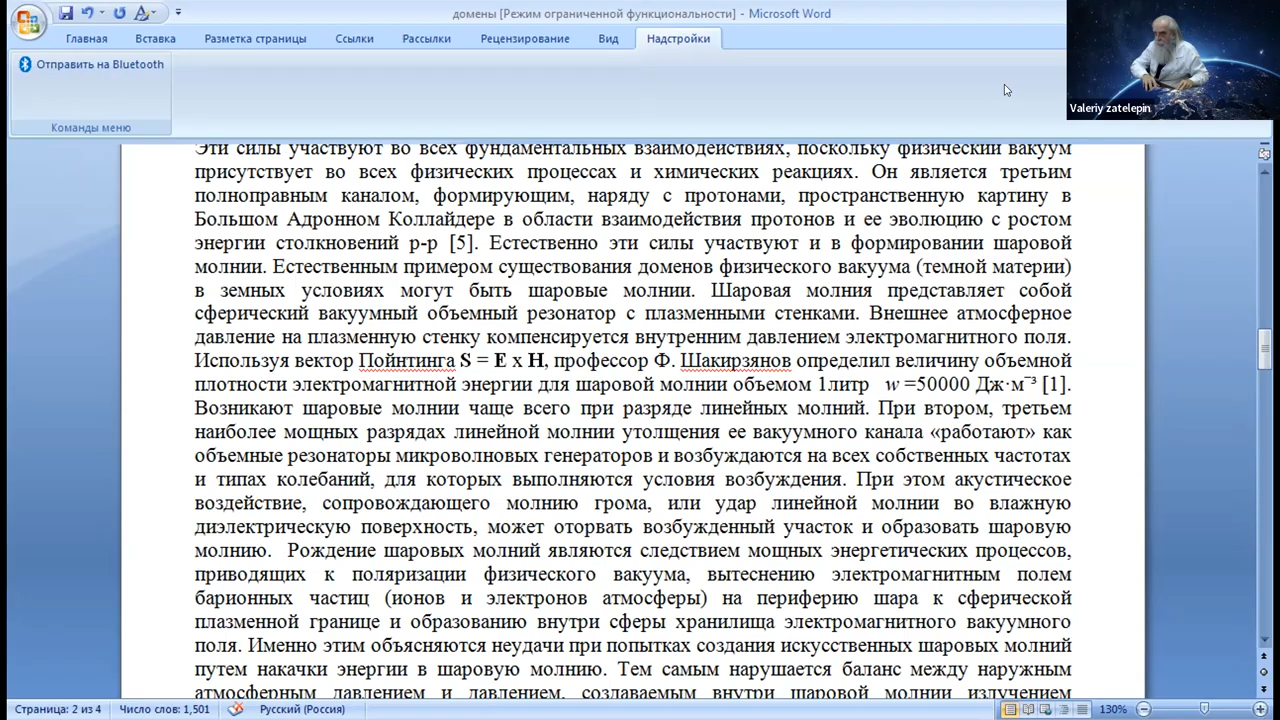 домены [Режим ограниченной функциональности] - Microsoft Word
Главная Вставка Разметка страницы Ссылки Рассылки Рецензирование Вид Надстройки
Отправить на Bluetooth
Команды меню
Valeriy zatelepin
Эти силы участвуют во всех фундаментальных взаимодействиях, поскольку физический вакуум
присутствует во всех физических процессах и химических реакциях. Он является третьим
полноправным каналом, формирующим, наряду с протонами, пространственную картину в
Большом Адронном Коллайдере в области взаимодействия протонов и ее эволюцию с ростом
энергии столкновений p-p [5]. Естественно эти силы участвуют и в формировании шаровой
молнии. Естественным примером существования доменов физического вакуума (темной материи)
в земных условиях могут быть шаровые молнии. Шаровая молния представляет собой
сферический вакуумный объемный резонатор с плазменными стенками. Внешнее атмосферное
давление на плазменную стенку компенсируется внутренним давлением электромагнитного поля.
Используя вектор Пойнтинга S = E x H, профессор Ф. Шакирзянов определил величину объемной
плотности электромагнитной энергии для шаровой молнии объемом 1литр w =50000 Дж·м⁻³ [1].
Возникают шаровые молнии чаще всего при разряде линейных молний. При втором, третьем
наиболее мощных разрядах линейной молнии утолщения ее вакуумного канала «работают» как
объемные резонаторы микроволновых генераторов и возбуждаются на всех собственных частотах
и типах колебаний, для которых выполняются условия возбуждения. При этом акустическое
воздействие, сопровождающего молнию грома, или удар линейной молнии во влажную
диэлектрическую поверхность, может оторвать возбужденный участок и образовать шаровую
молнию. Рождение шаровых молний являются следствием мощных энергетических процессов,
приводящих к поляризации физического вакуума, вытеснению электромагнитным полем
барионных частиц (ионов и электронов атмосферы) на периферию шара к сферической
плазменной границе и образованию внутри сферы хранилища электромагнитного вакуумного
поля. Именно этим объясняются неудачи при попытках создания искусственных шаровых молний
путем накачки энергии в шаровую молнию. Тем самым нарушается баланс между наружным
атмосферным давлением и давлением, создаваемым внутри шаровой молнии излучением
Страница: 2 из 4 Число слов: 1,501 Русский (Россия) 130%